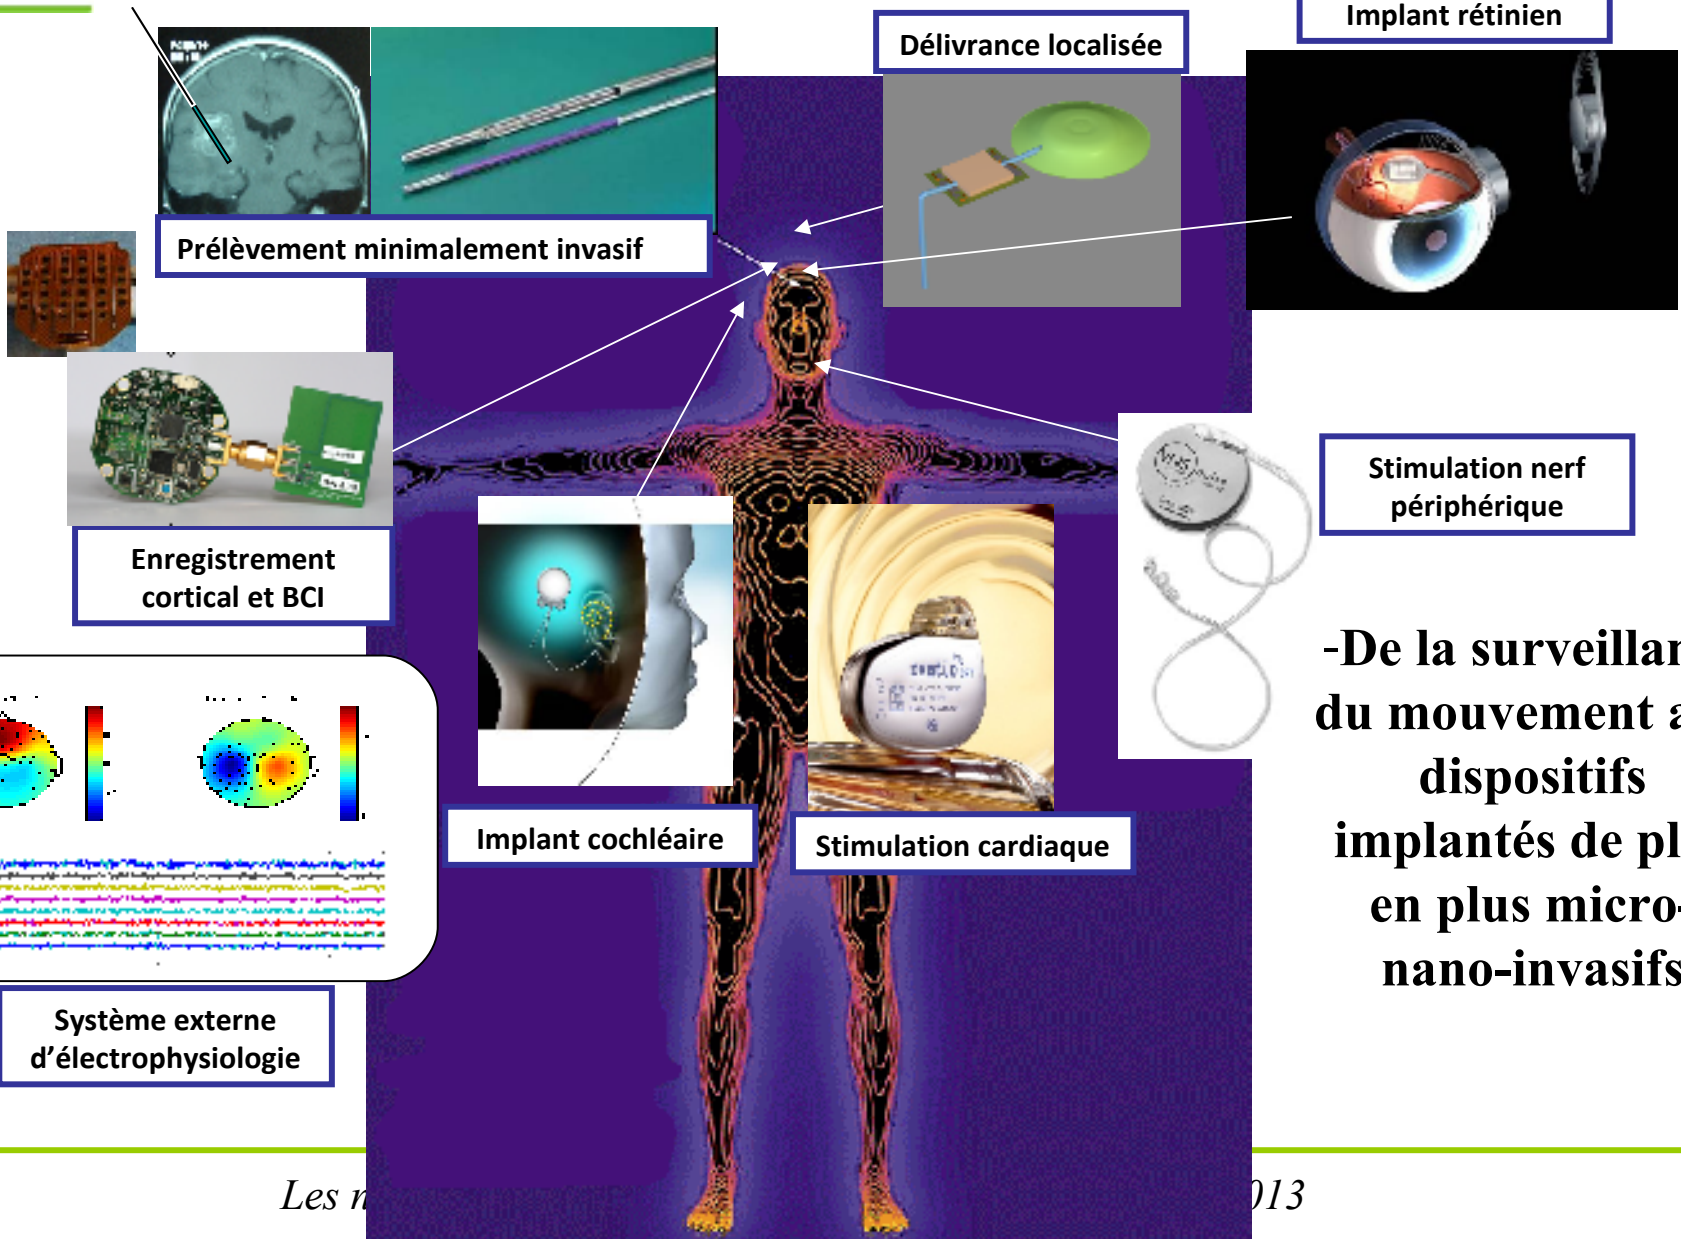 Implant rétinien
Délivrance localisée
Prélèvement minimalement invasif
Stimulation nerf
périphérique
Enregistrement
cortical et BCI
-De la surveillan
du mouvement a
dispositifs
implantés de pl
en plus micro-
nano-invasifs
Implant cochléaire
Stimulation cardiaque
Système externe
d’électrophysiologie
Les n
013